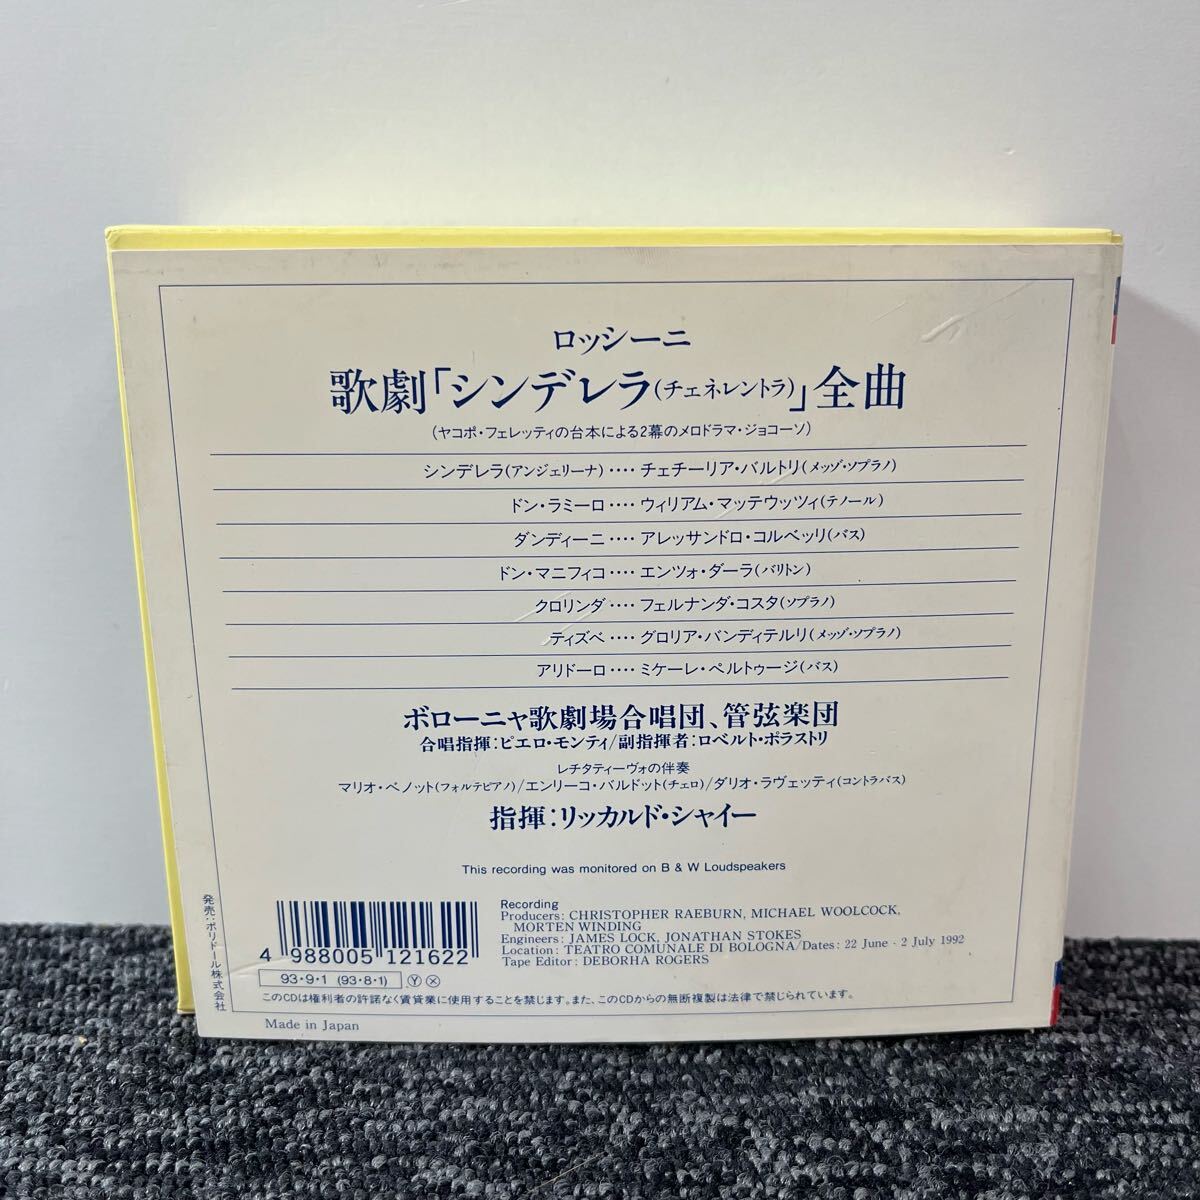 ロッシーニ
歌劇「シンデレラ(チェネレントラ)」全曲
(ヤコポ・フェレッティの台本による2幕のメロドラマ・ジョコーソ)
シンデレラ(アンジェリーナ)‥‥チェチーリア・バルトリ(メッゾ・ソプラノ)
ドン・ラミーロ‥‥ウィリアム・マッテウッツィ(テノール)
ダンディーニ‥‥アレッサンドロ・コルベッリ(バス)
ドン・マニフィコ‥‥エンツォ・ダーラ(バリトン)
クロリンダ‥‥フェルナンダ・コスタ(ソプラノ)
ティズベ‥‥グロリア・バンディテルリ(メッゾ・ソプラノ)
アリドーロ‥‥ミケーレ・ペルトゥージ(バス)
ボローニャ歌劇場合唱団、管弦楽団
合唱指揮:ピエロ・モンティ/副指揮者:ロベルト・ポラストリ
レチタティーヴォの伴奏
マリオ・ベノット(フォルテピアノ)/エンリーコ・バルドット(チェロ)/ダリオ・ラヴェッティ(コントラバス)
指揮:リッカルド・シャイー
This recording was monitored on B & W Loudspeakers
Recording
Producers: CHRISTOPHER RAEBURN, MICHAEL WOOLCOCK,
MORTEN WINDING
Engineers: JAMES LOCK, JONATHAN STOKES
Location: TEATRO COMUNALE DI BOLOGNA/Dates: 22 June - 2 July 1992
Tape Editor: DEBORHA ROGERS
4 988005 121622
93・9・1 (93・8・1) Ⓨ Ⓧ
このCDは権利者の許諾なく賃貸業に使用することを禁じます。また、このCDからの無断複製は法律で禁じられています。
発売:ポリドール株式会社
Made in Japan